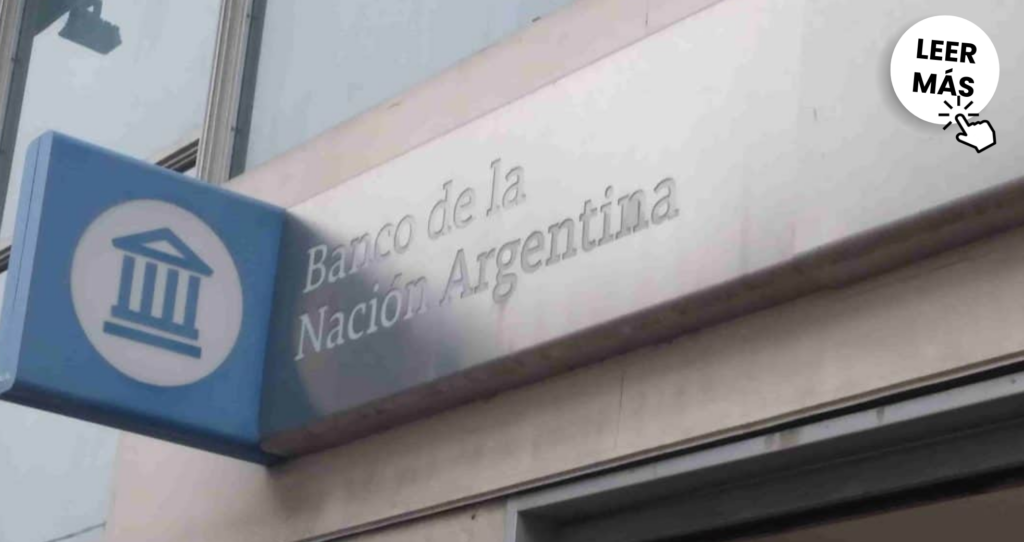 LEER
MÁS
Banco de la
Nación Argentina